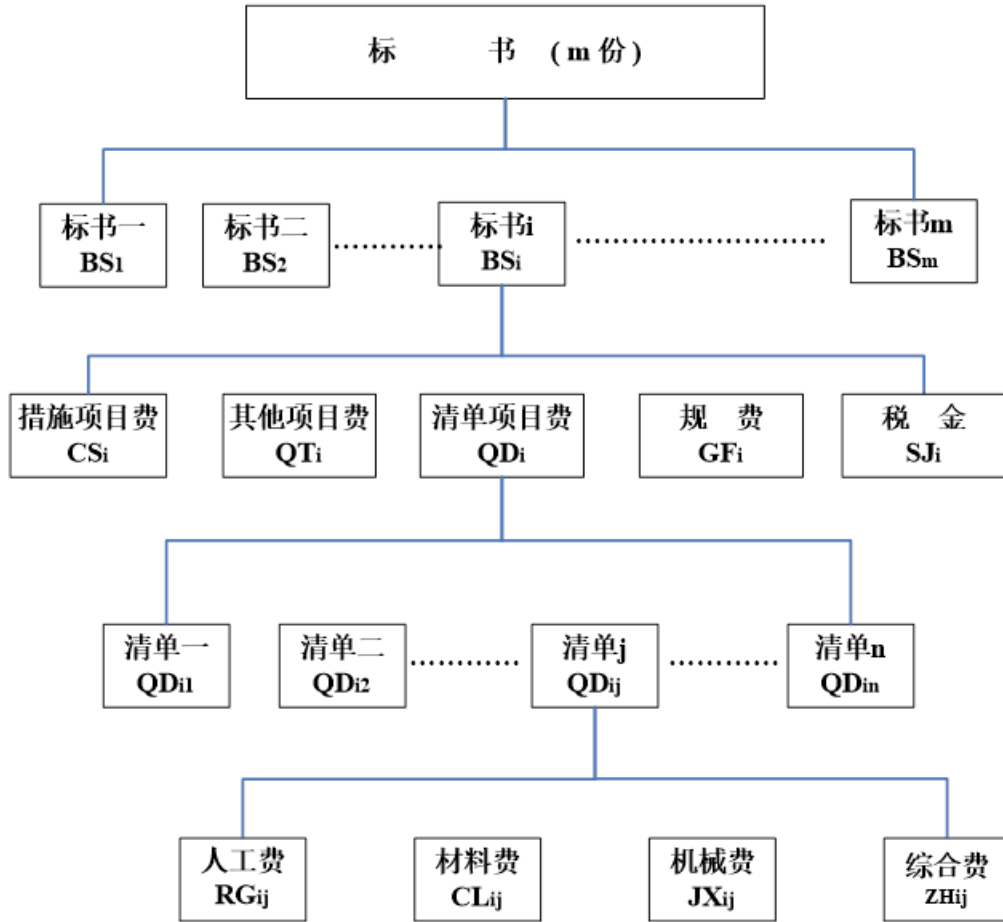 标 书 (m 份)
标书一
BS1
标书二
BS2
标书i
BSi
标书m
BSm
措施项目费
CSi
其他项目费
QTi
清单项目费
QDi
规 费
GFi
税 金
SJi
清单一
QDi1
清单二
QDi2
清单j
QDij
清单n
QDin
人工费
RGij
材料费
CLij
机械费
JXij
综合费
ZHij